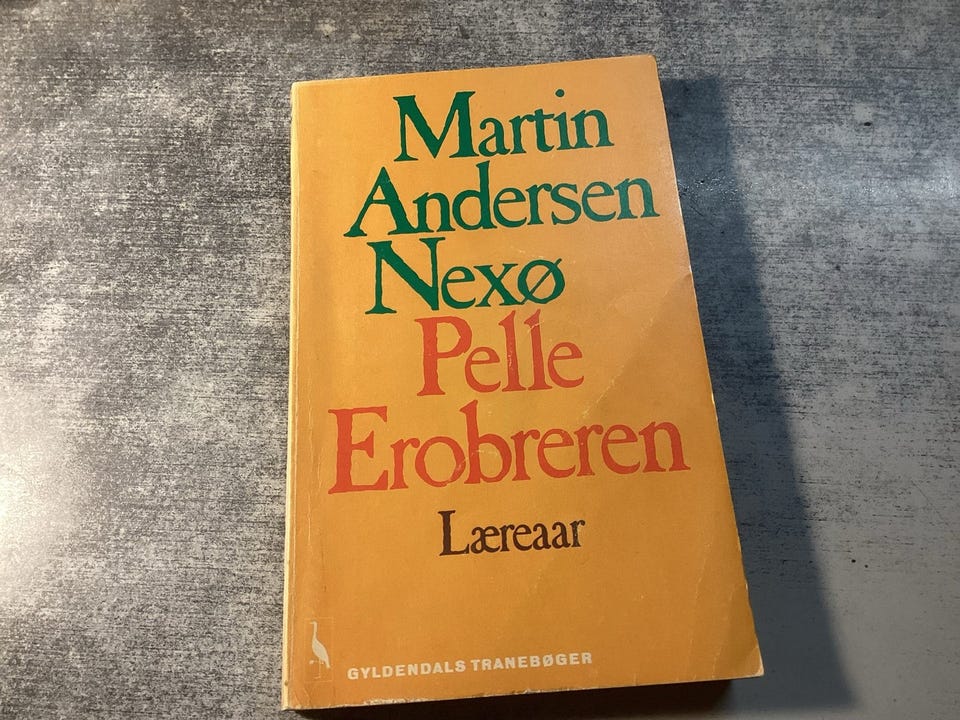 Martin
Andersen
Nexø
Pelle
Erobreren
Læreaar
GYLDENDALS TRANEBØGER